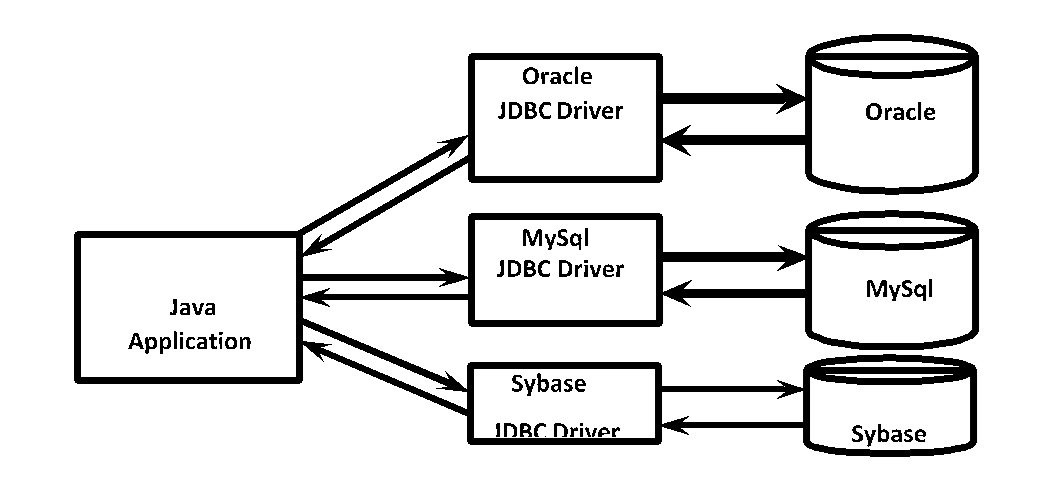 Oracle
JDBC Driver
Oracle
MySql
JDBC Driver
MySql
Java
Application
Sybase
JDBC Driver
Sybase